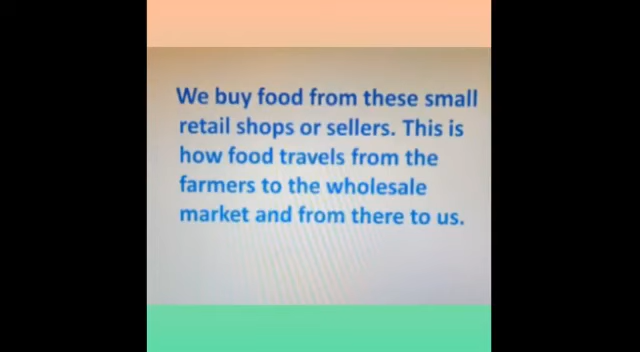 We buy food from these small
retail shops or sellers. This is
how food travels from the
farmers to the wholesale
market and from there to us.